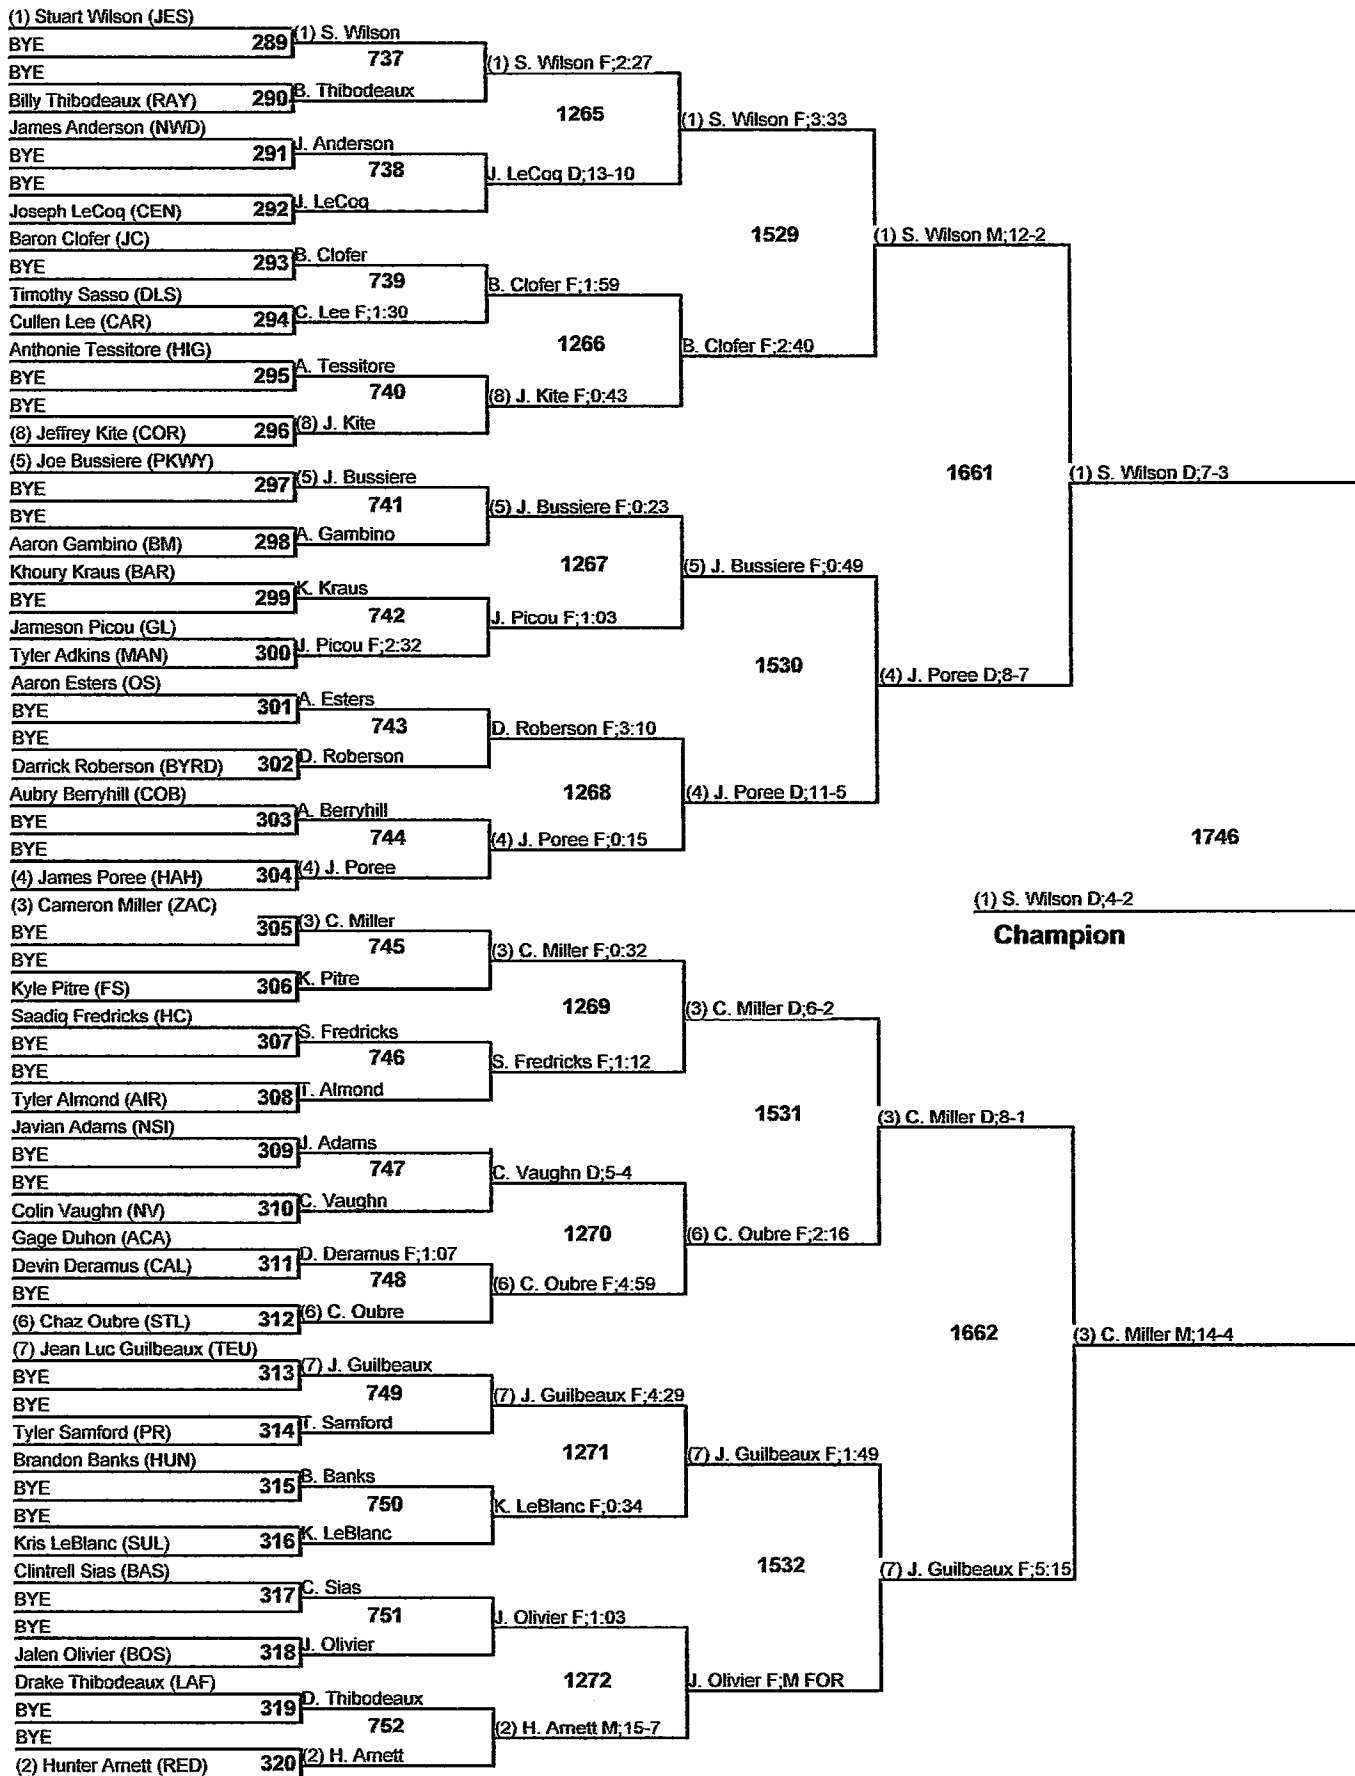 (1) Stuart Wilson (JES)
BYE 289 (1) S. Wilson
737
BYE (1) S. Wilson F;2:27
Billy Thibodeaux (RAY) 290 B. Thibodeaux
1265 (1) S. Wilson F;3:33
James Anderson (NWD)
BYE 291 J. Anderson
738
BYE J. LeCoq D;13-10
Joseph LeCoq (CEN) 292 J. LeCoq
1529 (1) S. Wilson M;12-2
Baron Clofer (JC)
BYE 293 B. Clofer
739 B. Clofer F;1:59
Timothy Sasso (DLS)
Cullen Lee (CAR) 294 C. Lee F;1:30
1266 B. Clofer F;2:40
Anthonie Tessitore (HIG)
BYE 295 A. Tessitore
740
BYE (8) J. Kite F;0:43
(8) Jeffrey Kite (COR) 296 (8) J. Kite
1661 (1) S. Wilson D;7-3
(5) Joe Bussiere (PKWY)
BYE 297 (5) J. Bussiere
741
BYE (5) J. Bussiere F;0:23
Aaron Gambino (BM) 298 A. Gambino
1267 (5) J. Bussiere F;0:49
Khoury Kraus (BAR)
BYE 299 K. Kraus
742
Jameson Picou (GL) J. Picou F;1:03
Tyler Adkins (MAN) 300 J. Picou F;2:32
1530 (4) J. Poree D;8-7
Aaron Esters (OS)
BYE 301 A. Esters
743
BYE D. Roberson F;3:10
Darrick Roberson (BYRD) 302 D. Roberson
1268 (4) J. Poree D;11-5
Aubry Berryhill (COB)
BYE 303 A. Berryhill
744
BYE (4) J. Poree F;0:15
(4) James Poree (HAH) 304 (4) J. Poree
1746
(1) S. Wilson D;4-2
Champion
(3) Cameron Miller (ZAC)
BYE 305 (3) C. Miller
745
BYE (3) C. Miller F;0:32
Kyle Pitre (FS) 306 K. Pitre
1269 (3) C. Miller D;6-2
Saadiq Fredricks (HC)
BYE 307 S. Fredricks
746
BYE S. Fredricks F;1:12
Tyler Almond (AIR) 308 T. Almond
1531 (3) C. Miller D;8-1
Javian Adams (NSI)
BYE 309 J. Adams
747
BYE C. Vaughn D;5-4
Colin Vaughn (NV) 310 C. Vaughn
1270 (6) C. Oubre F;2:16
Gage Duhon (ACA)
Devin Deramus (CAL) 311 D. Deramus F;1:07
748
BYE (6) C. Oubre F;4:59
(6) Chaz Oubre (STL) 312 (6) C. Oubre
1662 (3) C. Miller M;14-4
(7) Jean Luc Guilbeaux (TEU)
BYE 313 (7) J. Guilbeaux
749
BYE (7) J. Guilbeaux F;4:29
Tyler Samford (PR) 314 T. Samford
1271 (7) J. Guilbeaux F;1:49
Brandon Banks (HUN)
BYE 315 B. Banks
750
BYE K. LeBlanc F;0:34
Kris LeBlanc (SUL) 316 K. LeBlanc
1532 (7) J. Guilbeaux F;5:15
Clintrell Sias (BAS)
BYE 317 C. Sias
751
BYE J. Olivier F;1:03
Jalen Olivier (BOS) 318 J. Olivier
1272 J. Olivier F;M FOR
Drake Thibodeaux (LAF)
BYE 319 D. Thibodeaux
752
BYE (2) H. Arnett M;15-7
(2) Hunter Arnett (RED) 320 (2) H. Arnett